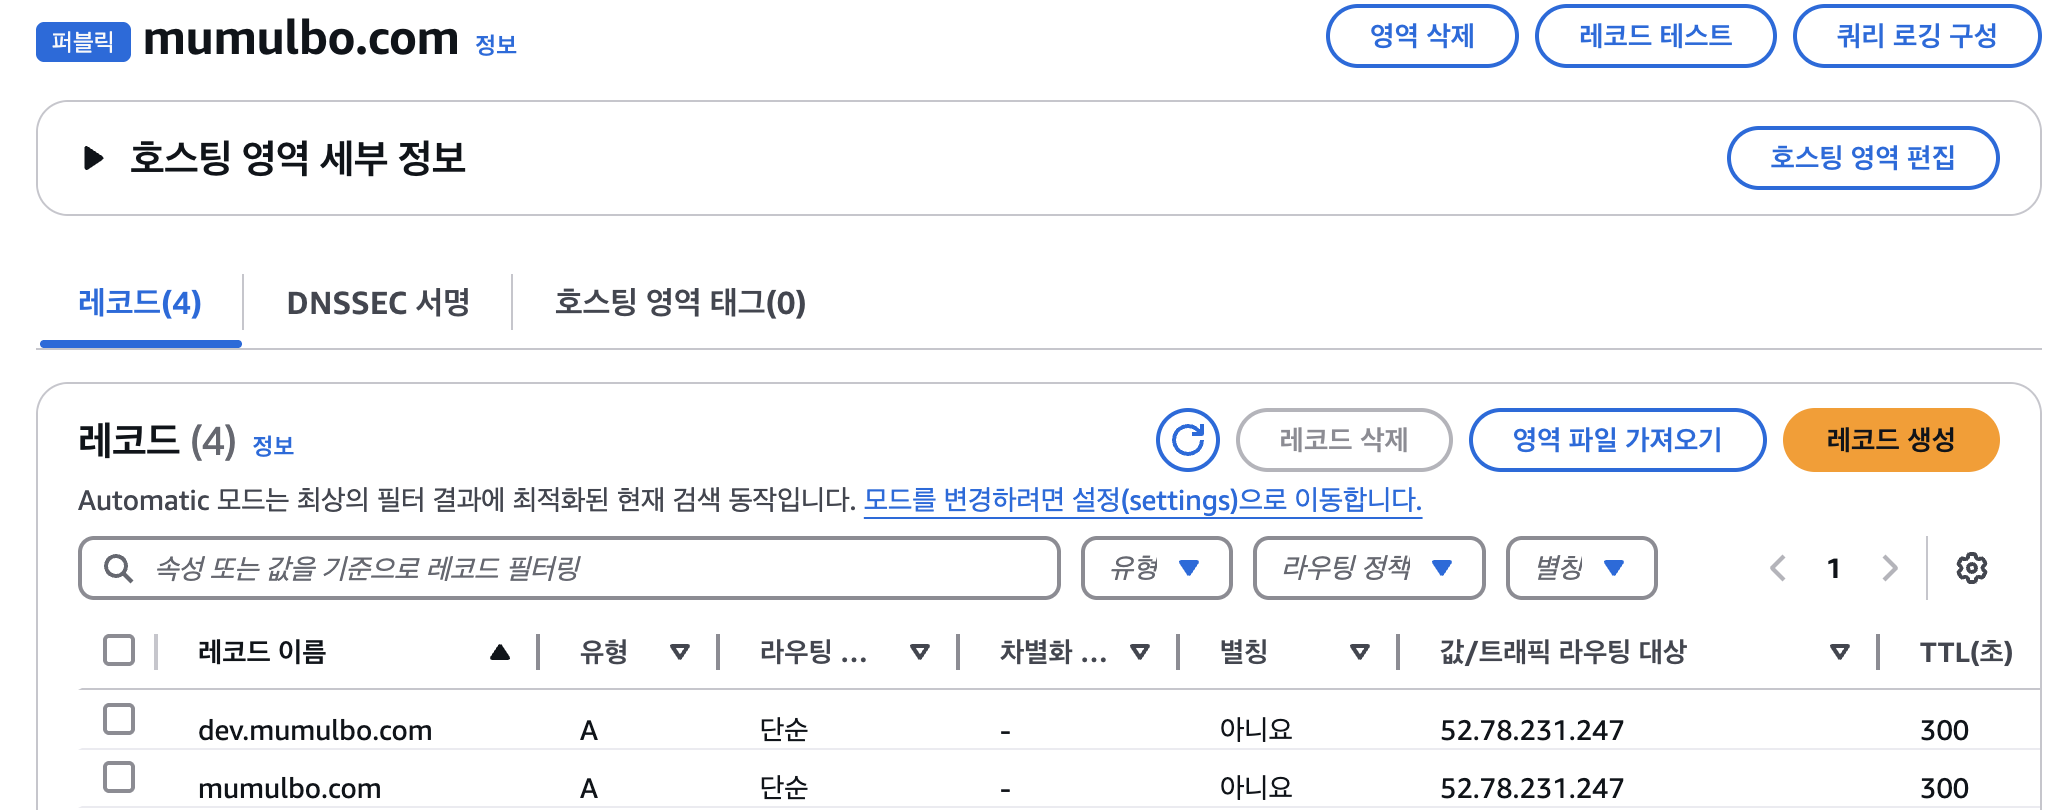 퍼블릭 mumulbo.com 정보 영역 삭제 레코드 테스트 쿼리 로깅 구성
호스팅 영역 세부 정보 호스팅 영역 편집
레코드(4) DNSSEC 서명 호스팅 영역 태그(0)
레코드 (4) 정보 레코드 삭제 영역 파일 가져오기 레코드 생성
Automatic 모드는 최상의 필터 결과에 최적화된 현재 검색 동작입니다. 모드를 변경하려면 설정(settings)으로 이동합니다.
속성 또는 값을 기준으로 레코드 필터링 유형 라우팅 정책 별칭 1
레코드 이름 유형 라우팅 ... 차별화 ... 별칭 값/트래픽 라우팅 대상 TTL(초)
dev.mumulbo.com A 단순 - 아니요 52.78.231.247 300
mumulbo.com A 단순 - 아니요 52.78.231.247 300